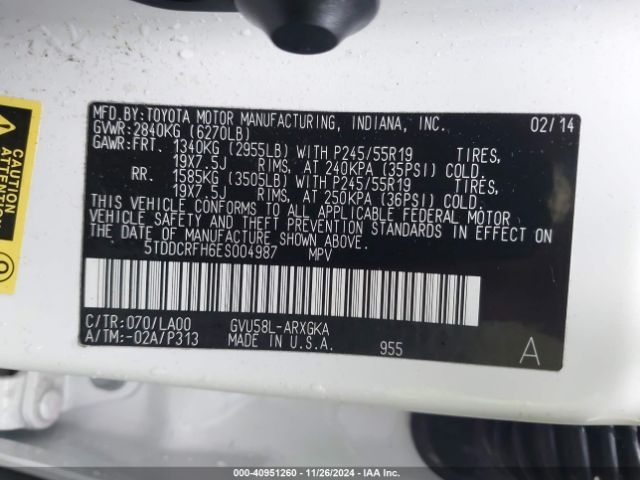 MFD.BY:TOYOTA MOTOR MANUFACTURING, INDIANA, INC. 02/14
GVWR:2840KG (6270LB)
GAWR:FRT. 1340KG (2955LB) WITH P245/55R19 TIRES,
19X7.5J RIMS, AT 240KPA (35PSI) COLD.
RR. 1585KG (3505LB) WITH P245/55R19 TIRES,
19X7.5J RIMS, AT 250KPA (36PSI) COLD.
THIS VEHICLE CONFORMS TO ALL APPLICABLE FEDERAL MOTOR
VEHICLE SAFETY AND THEFT PREVENTION STANDARDS IN EFFECT ON
THE DATE OF MANUFACTURE SHOWN ABOVE.
5TDDCRFH6ES004987 MPV
C/TR:070/LA00 GVU58L-ARXGKA
A/TM:-02A/P313 MADE IN U.S.A. 955 A
CAUTION
ATTENTION
000-40951260 - 11/26/2024 - IAA Inc.